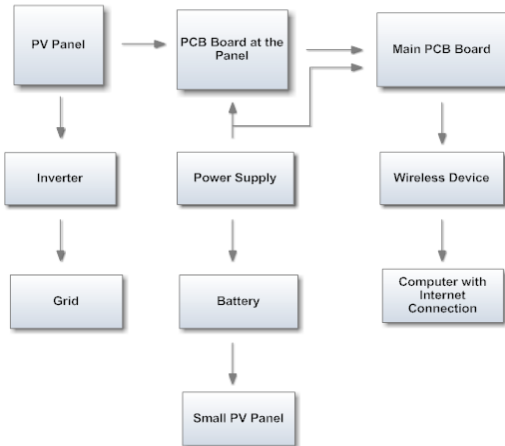 PV Panel
PCB Board at the
Panel
Main PCB Board
Inverter
Power Supply
Wireless Device
Grid
Battery
Computer with
Internet
Connection
Small PV Panel